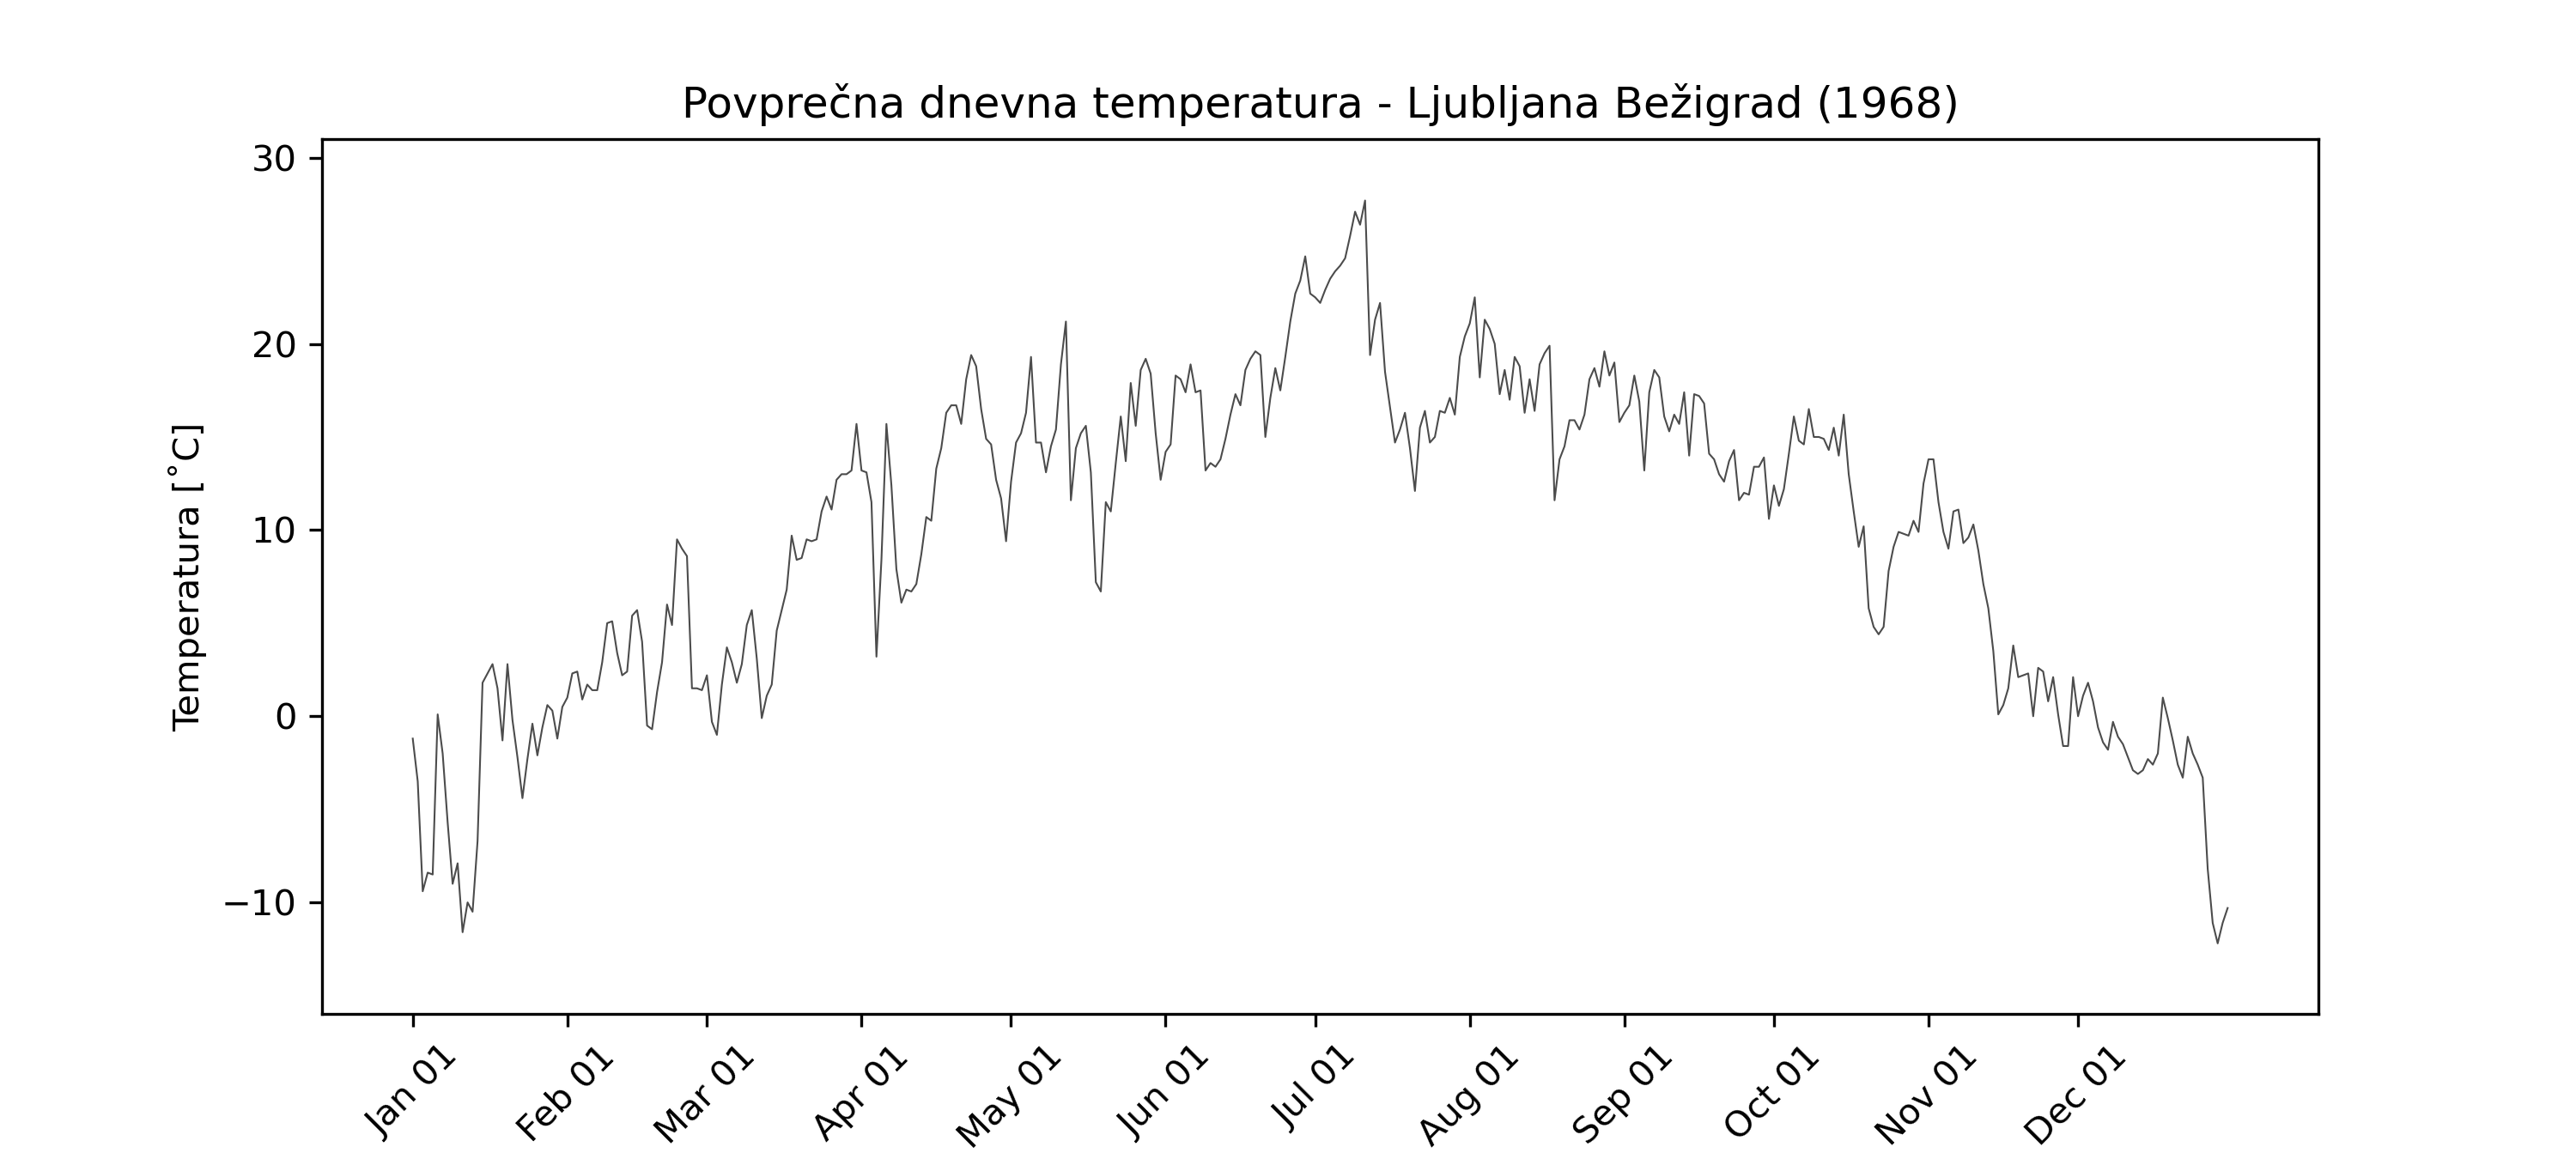 Povprečna dnevna temperatura - Ljubljana Bežigrad (1968)
Temperatura [˚C]
30
20
10
0
−10
Jan 01
Feb 01
Mar 01
Apr 01
May 01
Jun 01
Jul 01
Aug 01
Sep 01
Oct 01
Nov 01
Dec 01